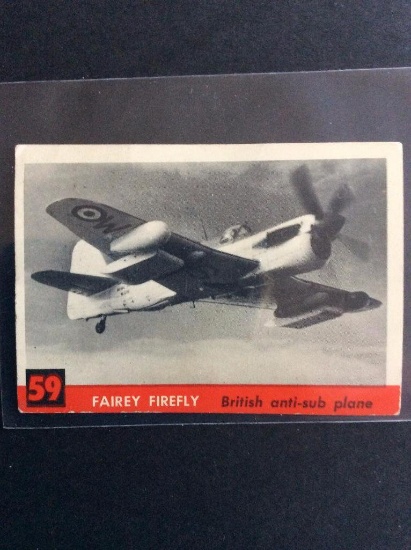 59
FAIREY FIREFLY British anti-sub plane